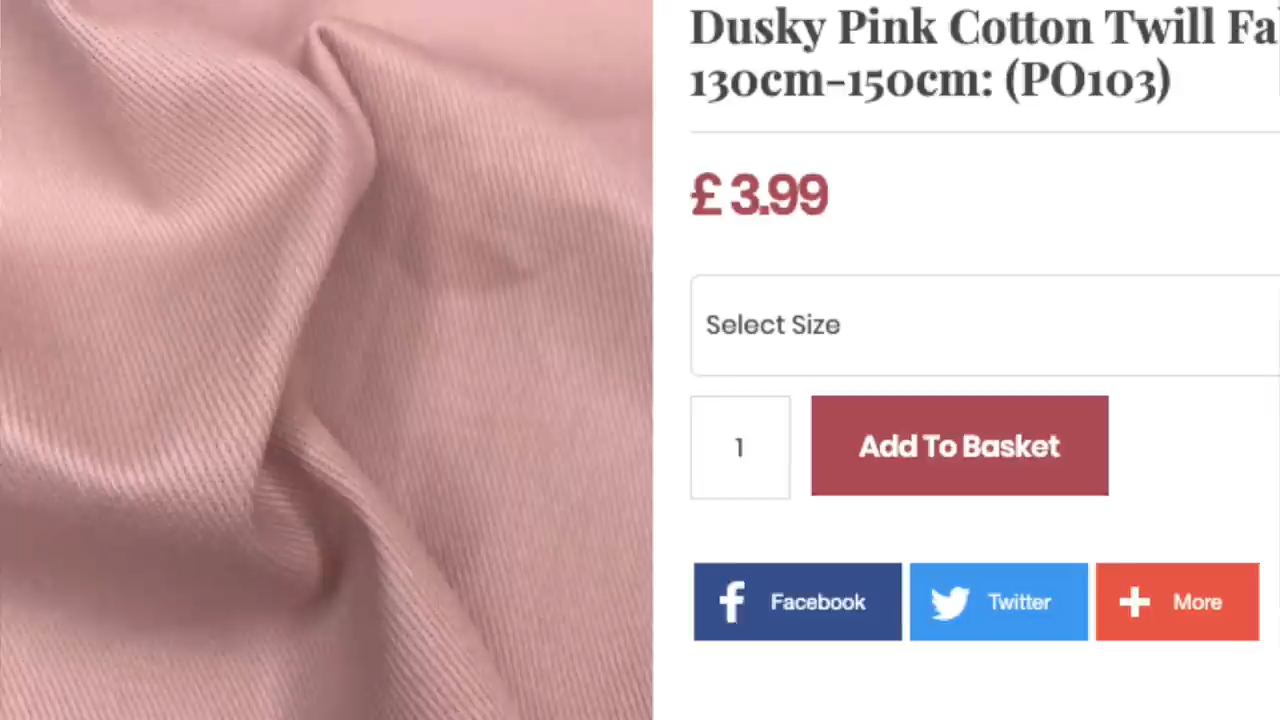 Dusky Pink Cotton Twill Fa
130cm-150cm: (PO103)
£ 3.99
Select Size
1
Add To Basket
Facebook
Twitter
More